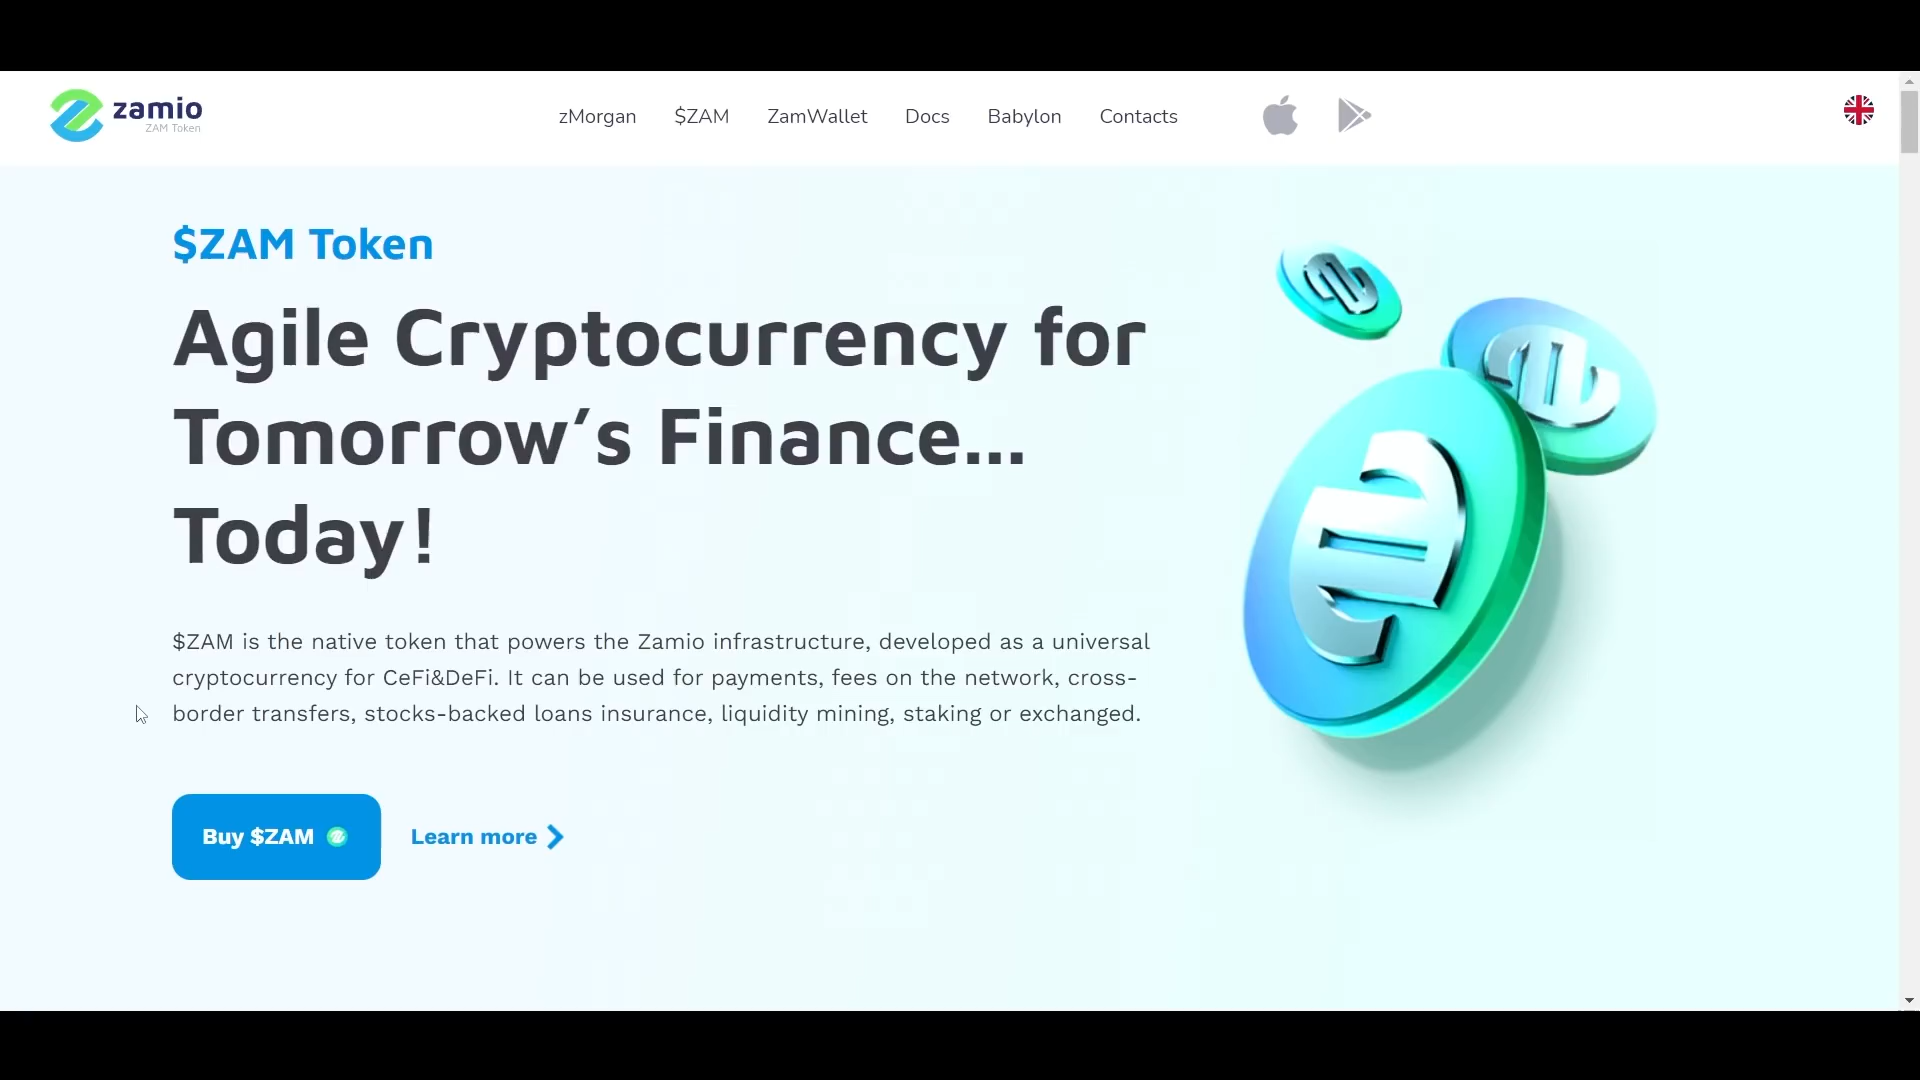 zamio
ZAM Token
zMorgan
$ZAM
ZamWallet
Docs
Babylon
Contacts
$ZAM Token
Agile Cryptocurrency for
Tomorrow’s Finance...
Today!
$ZAM is the native token that powers the Zamio infrastructure, developed as a universal
cryptocurrency for CeFi&DeFi. It can be used for payments, fees on the network, cross-
border transfers, stocks-backed loans insurance, liquidity mining, staking or exchanged.
Buy $ZAM
Learn more